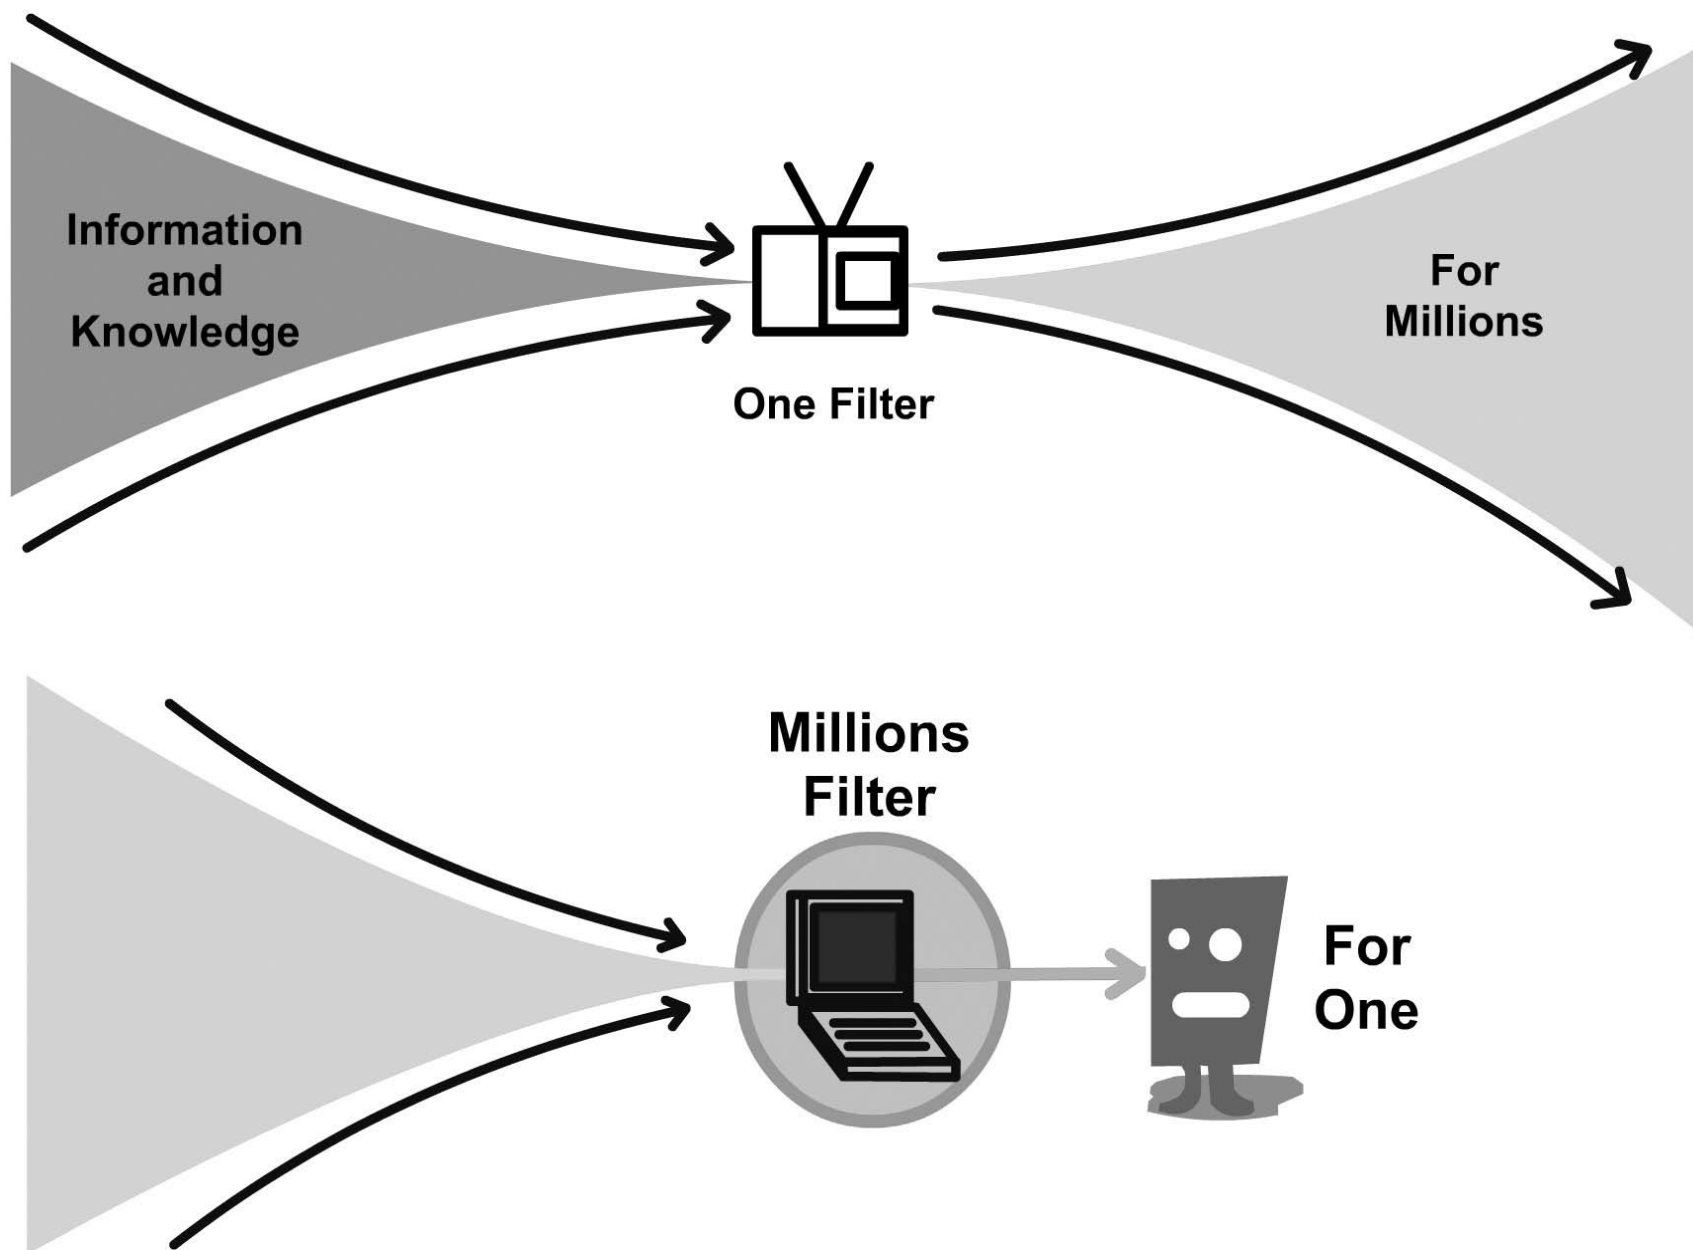 Information
and
Knowledge
One Filter
For
Millions
Millions
Filter
For
One